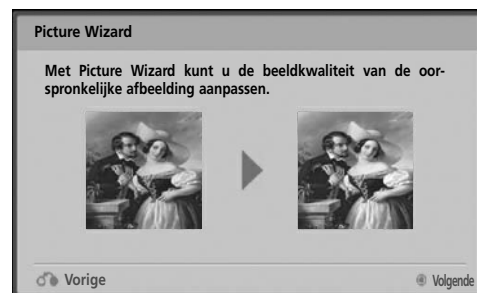 Picture Wizard
Met Picture Wizard kunt u de beeldkwaliteit van de oor-
spronkelijke afbeelding aanpassen.
Vorige
Volgende